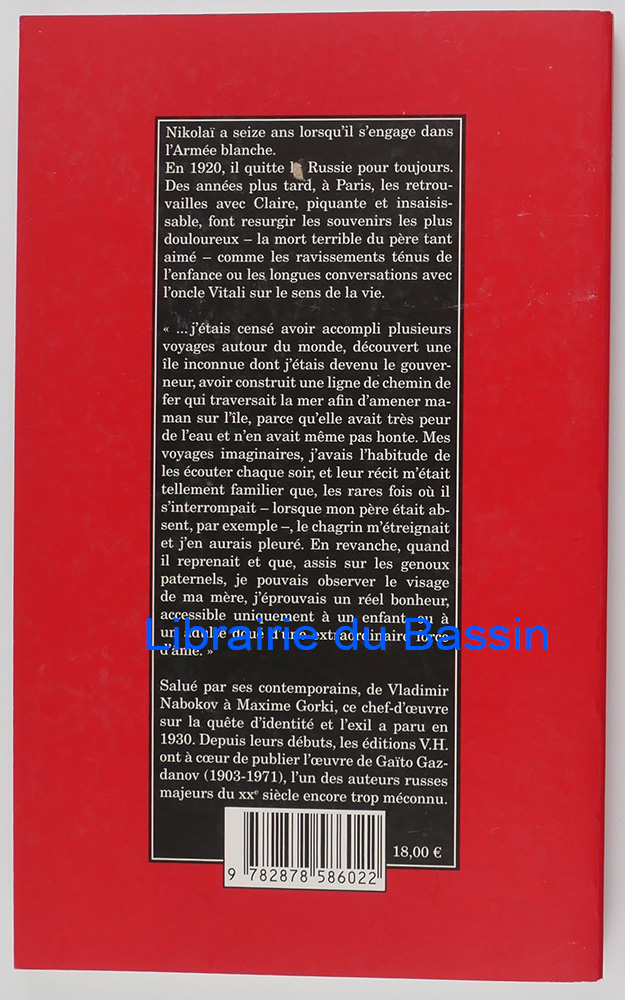 Nikolaï a seize ans lorsqu'il s'engage dans
l'Armée blanche.
En 1920, il quitte la Russie pour toujours.
Des années plus tard, à Paris, les retrou-
vailles avec Claire, piquante et insaisis-
sable, font resurgir les souvenirs les plus
douloureux – la mort terrible du père tant
aimé – comme les ravissements ténus de
l'enfance ou les longues conversations avec
l'oncle Vitali sur le sens de la vie.
« ...j'étais censé avoir accompli plusieurs
voyages autour du monde, découvert une
île inconnue dont j'étais devenu le gouver-
neur, avoir construit une ligne de chemin de
fer qui traversait la mer afin d'amener ma-
man sur l'île, parce qu'elle avait très peur
de l'eau et n'en avait même pas honte. Mes
voyages imaginaires, j'avais l'habitude de
les écouter chaque soir, et leur récit m'était
tellement familier que, les rares fois où il
s'interrompait – lorsque mon père était ab-
sent, par exemple –, le chagrin m'étreignait
et j'en aurais pleuré. En revanche, quand
il reprenait et que, assis sur les genoux
paternels, je pouvais observer le visage
de ma mère, j'éprouvais un réel bonheur,
accessible uniquement à un enfant ou à
un adulte doué d'une extraordinaire force
d'âme. »
Librairie du Bassin
Salué par ses contemporains, de Vladimir
Nabokov à Maxime Gorki, ce chef-d'œuvre
sur la quête d'identité et l'exil a paru en
1930. Depuis leurs débuts, les éditions V.H.
ont à cœur de publier l'œuvre de Gaïto Gaz-
danov (1903-1971), l'un des auteurs russes
majeurs du XXe siècle encore trop méconnu.
18,00 €
9 782878 586022